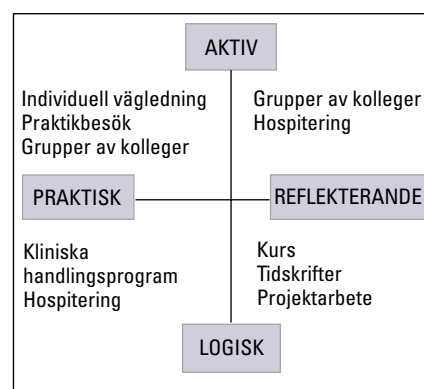 AKTIV
Individuell vägledning
Praktikbesök
Grupper av kolleger
Grupper av kolleger
Hospitering
PRAKTISK
REFLEKTERANDE
Kliniska
handlingsprogram
Hospitering
Kurs
Tidskrifter
Projektarbete
LOGISK